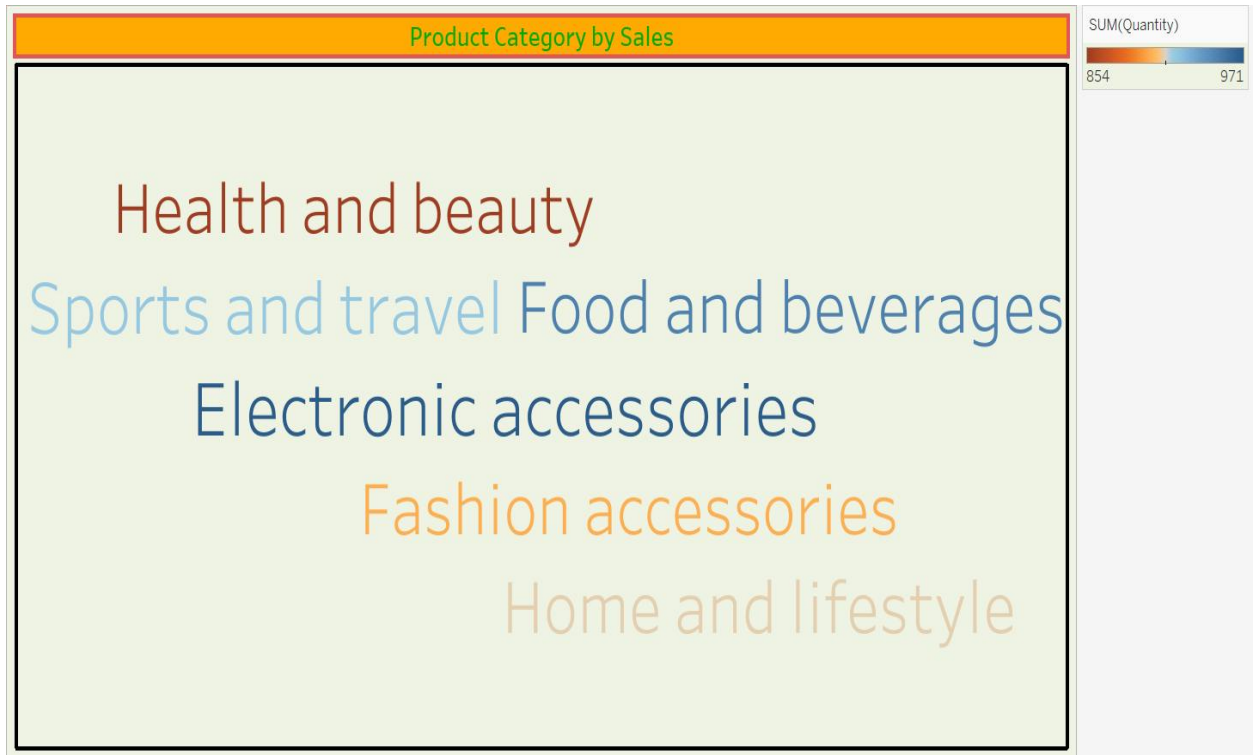 Product Category by Sales
SUM(Quantity)
854 971
Health and beauty
Sports and travel Food and beverages
Electronic accessories
Fashion accessories
Home and lifestyle